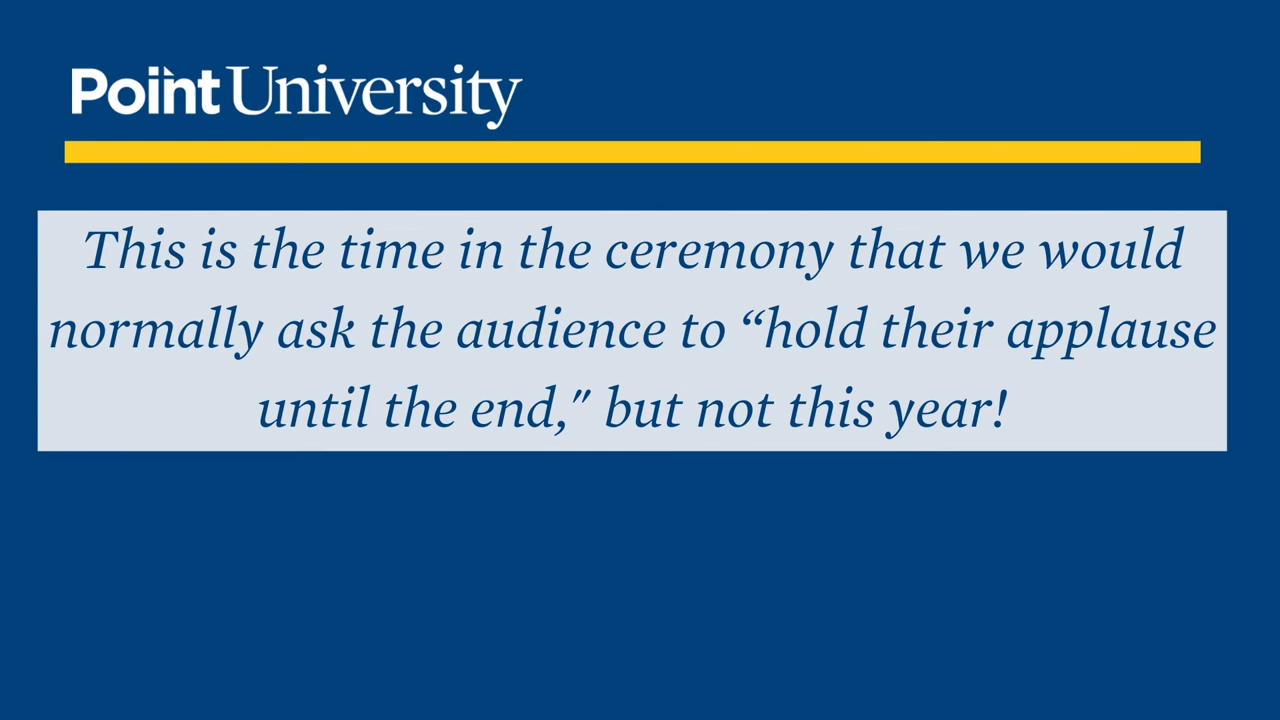 Point University
This is the time in the ceremony that we would
normally ask the audience to “hold their applause
until the end," but not this year!